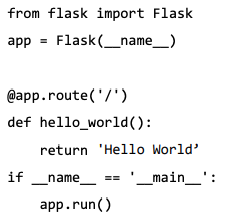 from flask import Flask
app = Flask(__name__)

@app.route('/')
def hello_world():
    return 'Hello World’
if __name__ == '__main__':
    app.run()